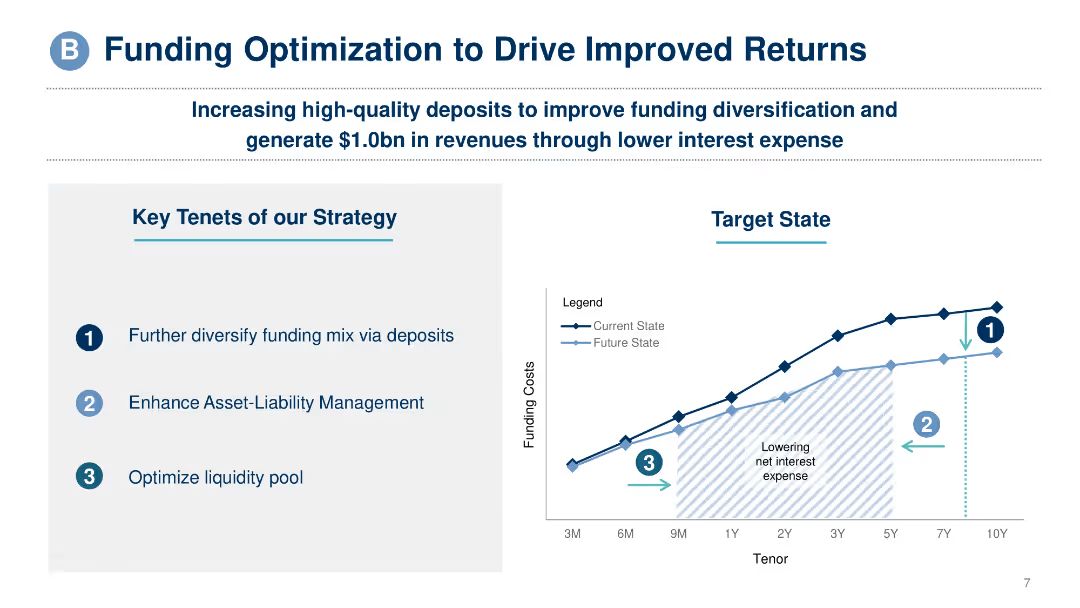 B Funding Optimization to Drive Improved Returns
Increasing high-quality deposits to improve funding diversification and
generate $1.0bn in revenues through lower interest expense
Key Tenets of our Strategy
1 Further diversify funding mix via deposits
2 Enhance Asset-Liability Management
3 Optimize liquidity pool
Target State
Legend
Current State
Future State
Funding Costs
1
2
3
Lowering
net interest
expense
3M 6M 9M 1Y 2Y 3Y 5Y 7Y 10Y
Tenor
7